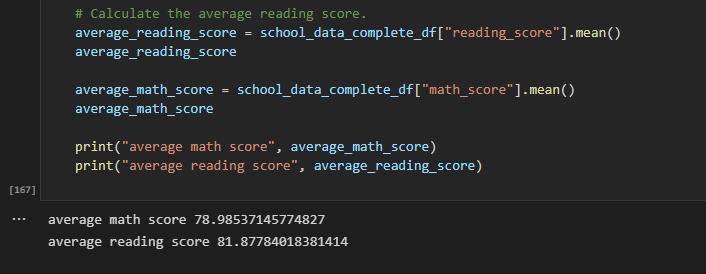 # Calculate the average reading score.
average_reading_score = school_data_complete_df["reading_score"].mean()
average_reading_score
average_math_score = school_data_complete_df["math_score"].mean()
average_math_score
print("average math score", average_math_score)
print("average reading score", average_reading_score)
[167]
... average math score 78.98537145774827
average reading score 81.87784018381414